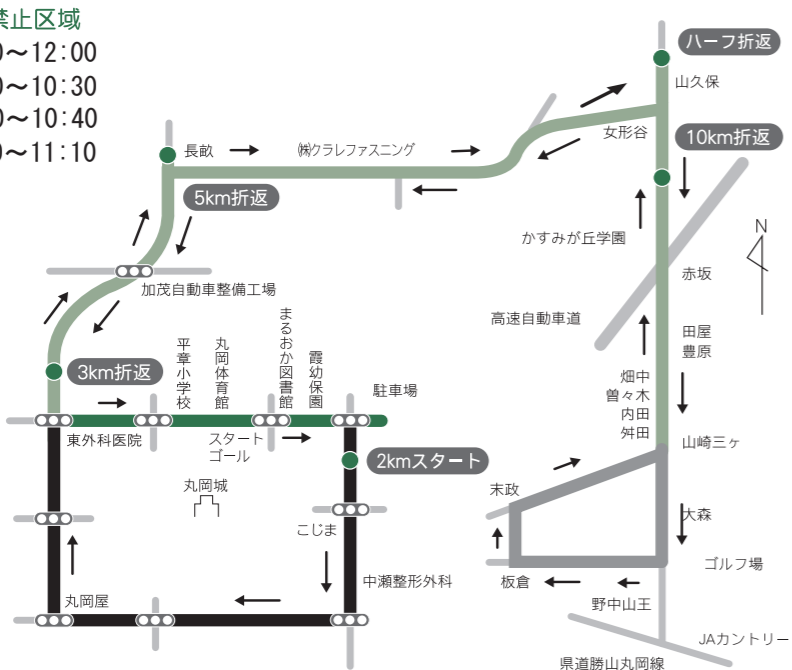 禁止区域
0～12:00
0～10:30
0～10:40
0～11:10
ハーフ折返
山久保
女形谷
10km折返
長畝
㈱クラレファスニング
5km折返
かすみが丘学園
N
赤坂
加茂自動車整備工場
高速自動車道
田屋
豊原
3km折返
平章小学校
丸岡体育館
まるおか図書館
霞幼保園
駐車場
畑中
曽々木
内田
舛田
東外科医院
スタート
ゴール
2kmスタート
山崎三ヶ
丸岡城
末政
大森
こじま
ゴルフ場
中瀬整形外科
板倉
丸岡屋
野中山王
JAカントリー
県道勝山丸岡線